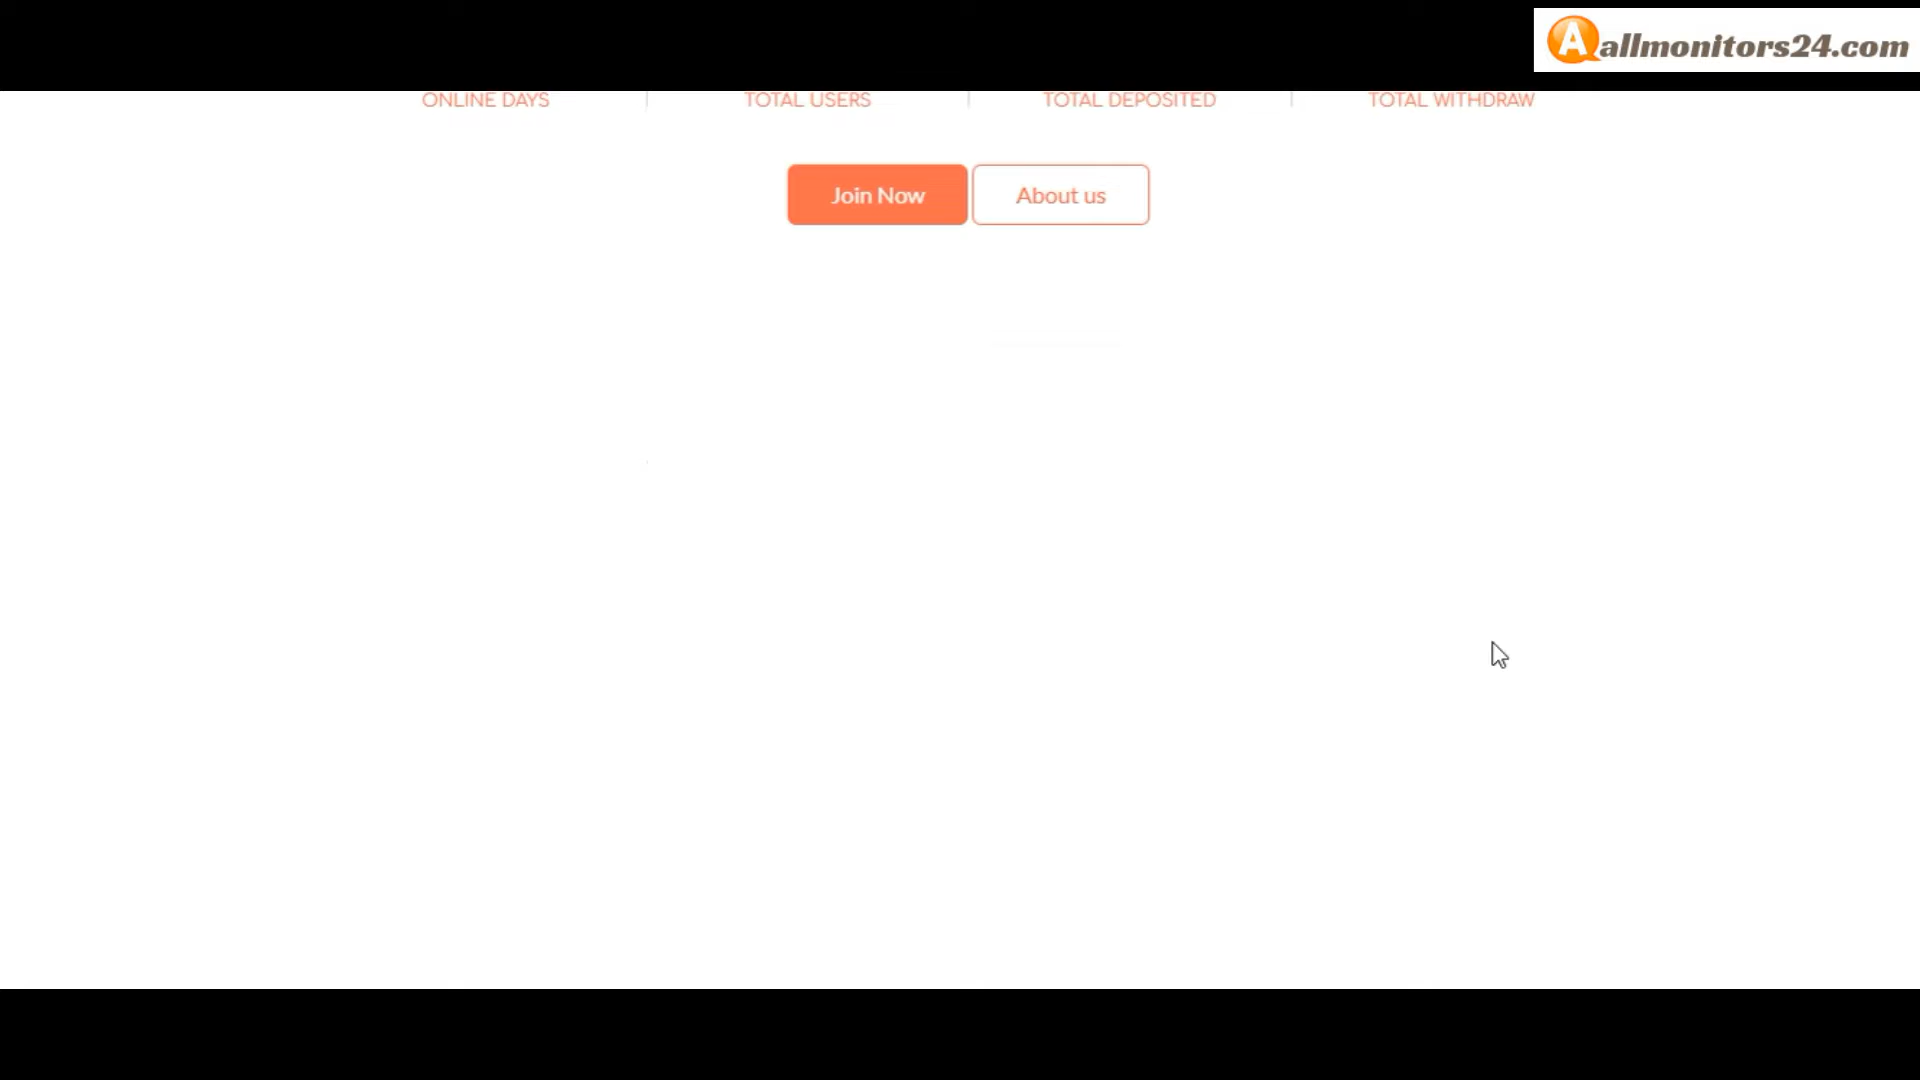 A allmonitors24.com
ONLINE DAYS TOTAL USERS TOTAL DEPOSITED TOTAL WITHDRAW
Join Now About us